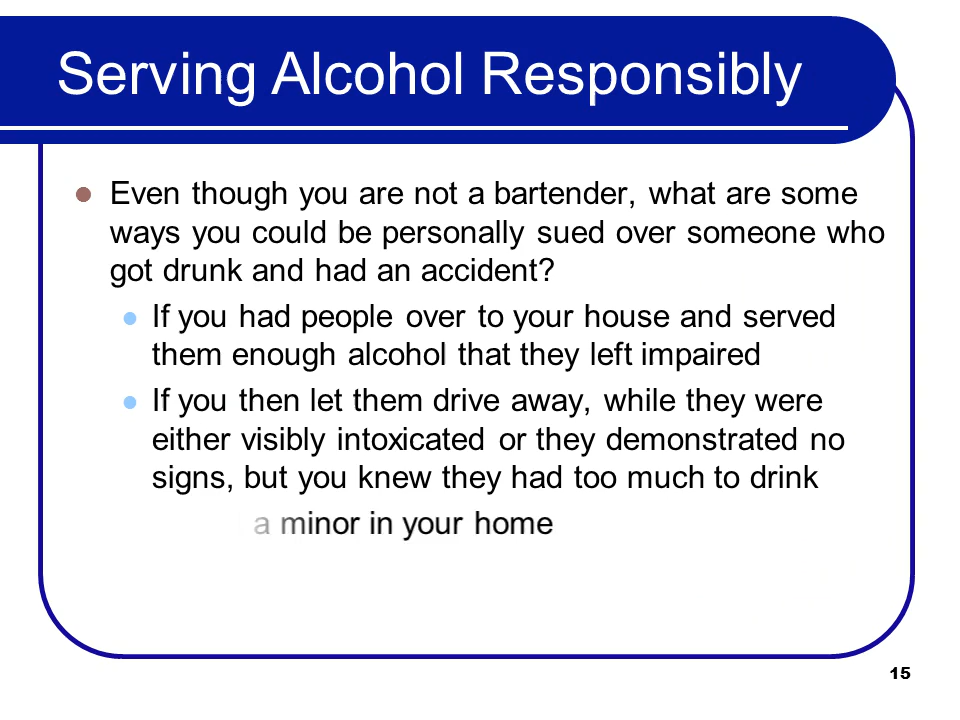 Serving Alcohol Responsibly
Even though you are not a bartender, what are some
ways you could be personally sued over someone who
got drunk and had an accident?
If you had people over to your house and served
them enough alcohol that they left impaired
If you then let them drive away, while they were
either visibly intoxicated or they demonstrated no
signs, but you knew they had too much to drink
a minor in your home
15